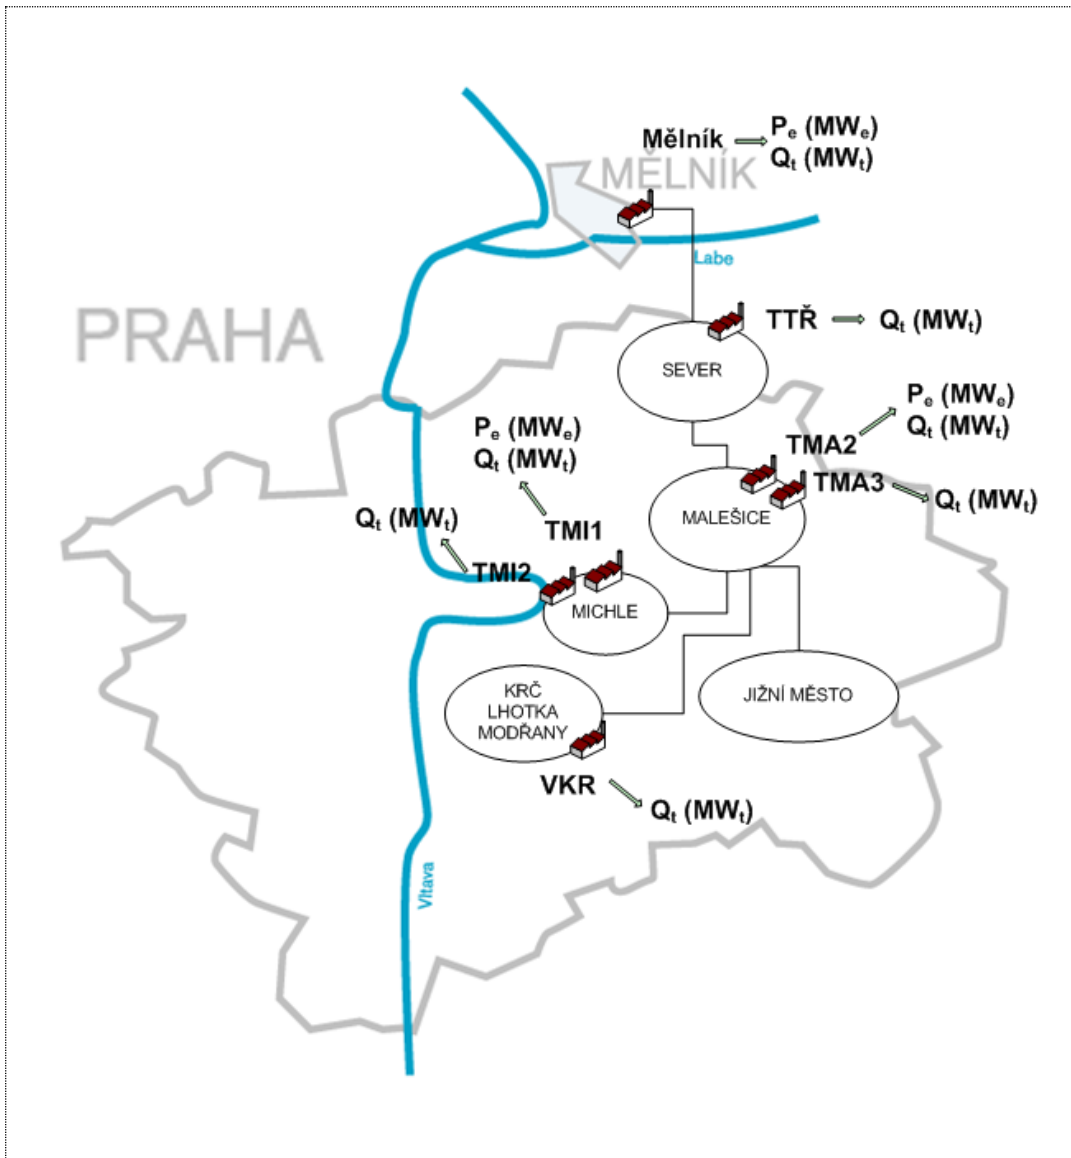 Mělník
Pₑ (MWₑ)
Qₜ (MWₜ)
MĚLNÍK
Labe
PRAHA
TTŘ
Qₜ (MWₜ)
SEVER
Pₑ (MWₑ)
Qₜ (MWₜ)
TMA2
TMA3
Qₜ (MWₜ)
MALEŠICE
Pₑ (MWₑ)
Qₜ (MWₜ)
TMI1
Qₜ (MWₜ)
TMI2
MICHLE
KRČ
LHOTKA
MODŘANY
JIŽNÍ MĚSTO
VKR
Qₜ (MWₜ)
Vltava